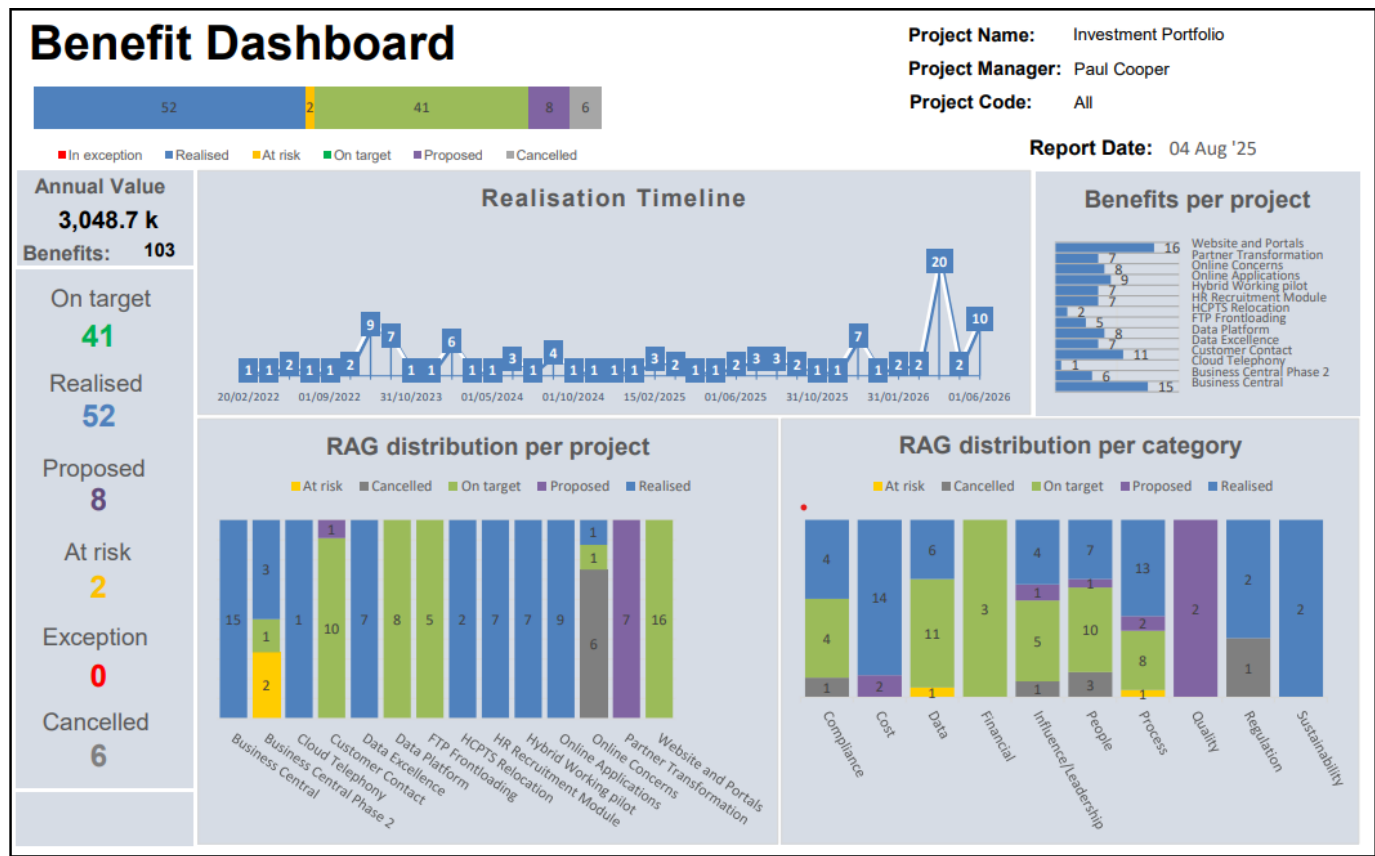 Benefit Dashboard
Project Name: Investment Portfolio
Project Manager: Paul Cooper
Project Code: All
Report Date: 04 Aug '25
52 2 41 8 6
In exception Realised At risk On target Proposed Cancelled
Annual Value
3,048.7 k
Benefits: 103
On target
41
Realised
52
Proposed
8
At risk
2
Exception
0
Cancelled
6
Realisation Timeline
1 1 2 1 1 2 9 7 1 1 6 1 1 3 1 4 1 1 1 1 3 2 1 1 2 3 3 2 1 1 7 1 2 2 20 2 10
20/02/2022 01/09/2022 31/10/2023 01/05/2024 01/10/2024 15/02/2025 01/06/2025 31/10/2025 31/01/2026 01/06/2026
Benefits per project
16 Website and Portals
7 Partner Transformation
8 Online Concerns
9 Online Applications
7 Hybrid Working pilot
7 HR Recruitment Module
2 HCPTS Relocation
5 FTP Frontloading
8 Data Platform
7 Data Excellence
11 Customer Contact
1 Cloud Telephony
6 Business Central Phase 2
15 Business Central
RAG distribution per project
At risk Cancelled On target Proposed Realised
15
3
1
2
1
1
10
7
8
5
2
7
7
9
1
1
6
7
16
Business Central
Business Central Phase 2
Cloud Telephony
Customer Contact
Data Excellence
Data Platform
FTP Frontloading
HCPTS Relocation
HR Recruitment Module
Hybrid Working pilot
Online Applications
Online Concerns
Partner Transformation
Website and Portals
RAG distribution per category
At risk Cancelled On target Proposed Realised
4
4
1
14
2
6
11
1
3
4
1
5
1
7
1
10
3
13
2
8
1
2
2
1
2
Compliance
Cost
Data
Financial
Influence/Leadership
People
Process
Quality
Regulation
Sustainability